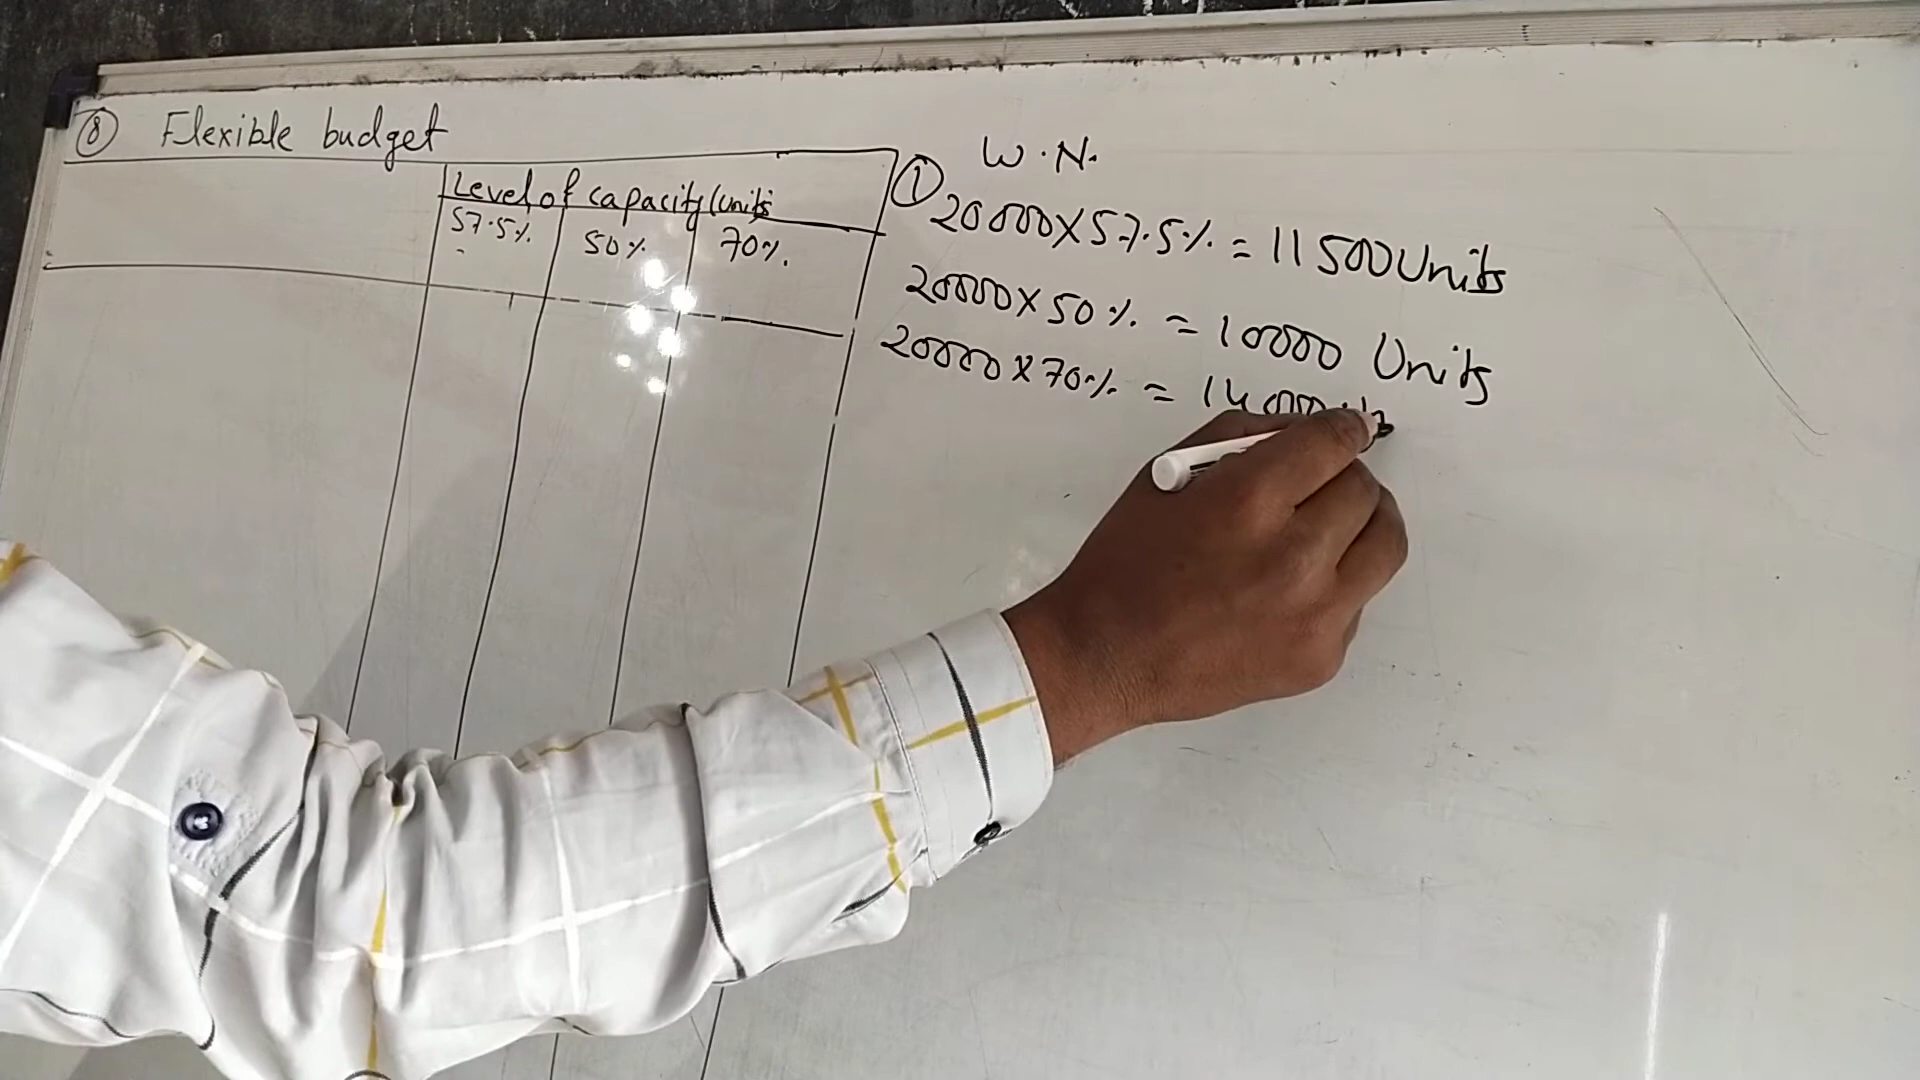 8 Flexible budget
Level of capacity (Units
57.5% 50% 70%
W.N.
1 20000 X 57.5% = 11500 Units
20000 X 50% = 10000 Units
20000 X 70% = 14000